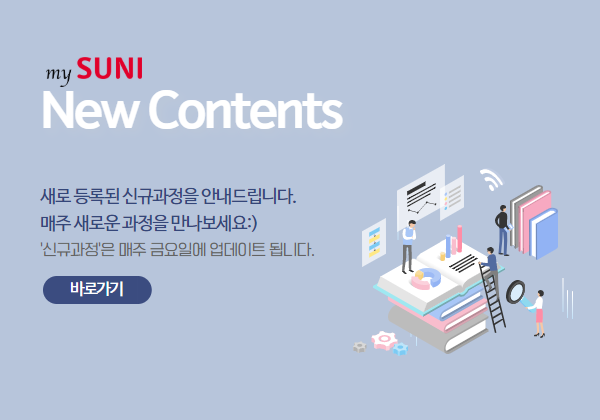 my SUNI
New Contents
새로 등록된 신규과정을 안내드립니다.
매주 새로운 과정을 만나보세요:)
'신규과정'은 매주 금요일에 업데이트 됩니다.
바로가기